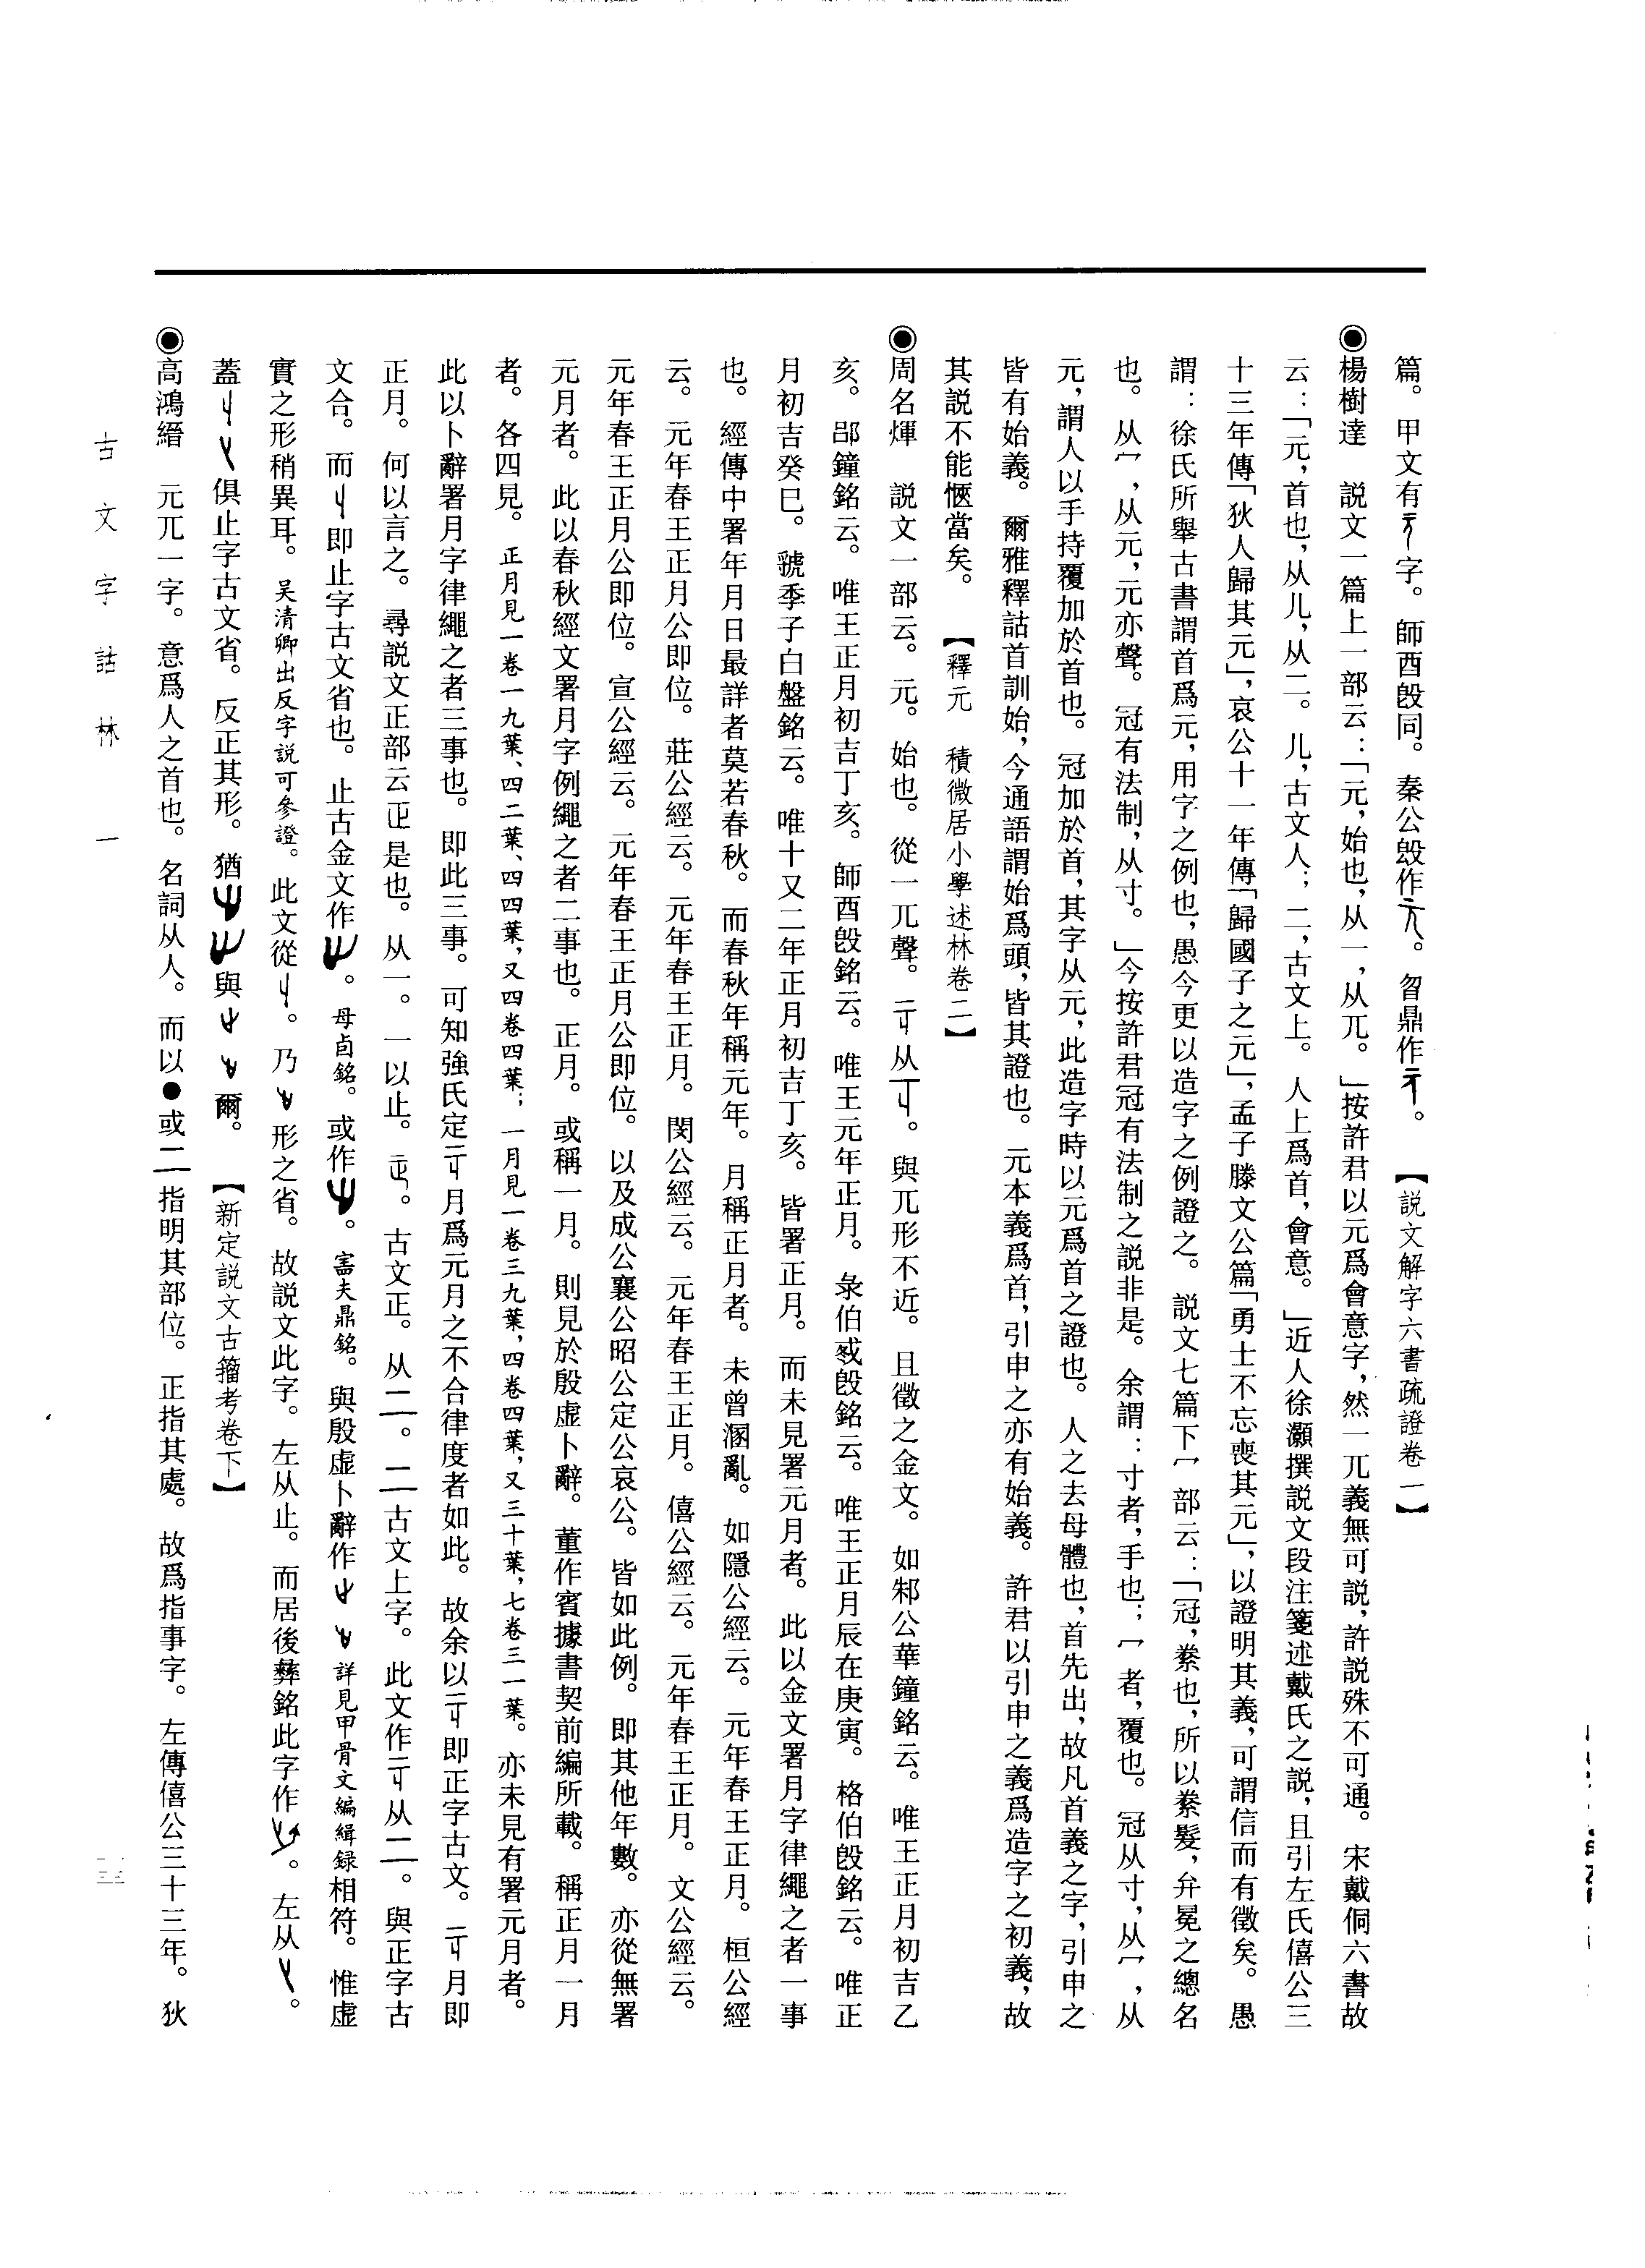 篇。甲文有字。師酉𣪘同。秦公𣪘作。曶鼎作。【説文解字六書疏證卷一】
◉楊樹達　説文一篇上一部云：「元，始也，从一，从兀。」按許君以元爲會意字，然一兀義無可説，許説殊不可通。宋戴侗六書故
云：「元，首也，从儿，从二。儿，古文人；二，古文上。人上爲首，會意。」近人徐灝撰説文段注箋述戴氏之説，且引左氏僖公三
十三年傳「狄人歸其元」，哀公十一年傳「歸國子之元」，孟子滕文公篇「勇士不忘喪其元」，以證明其義，可謂信而有徵矣。愚
謂：徐氏所舉古書謂首爲元，用字之例也，愚今更以造字之例證之。説文七篇下冖部云：「冠，絭也，所以絭髮，弁冕之總名
也。从冖，从元，元亦聲。冠有法制，从寸。」今按許君冠有法制之説非是。余謂：寸者，手也；冖者，覆也。冠从寸，从冖，从
元，謂人以手持覆加於首也。冠加於首，其字从元，此造字時以元爲首之證也。人之去母體也，首先出，故凡首義之字，引申之
皆有始義。爾雅釋詁首訓始，今通語謂始爲頭，皆其證也。元本義爲首，引申之亦有始義。許君以引申之義爲造字之初義，故
其説不能愜當矣。【釋元　積微居小學述林卷二】
◉周名煇　説文一部云。元。始也。從一兀聲。从。與兀形不近。且徵之金文。如邾公華鐘銘云。唯王正月初吉乙
亥。郘鐘銘云。唯王正月初吉丁亥。師酉𣪘銘云。唯王元年正月。彔伯㦰𣪘銘云。唯王正月辰在庚寅。格伯𣪘銘云。唯正
月初吉癸巳。虢季子白盤銘云。唯十又二年正月初吉丁亥。皆署正月。而未見署元月者。此以金文署月字律繩之者一事
也。經傳中署年月日最詳者莫若春秋。而春秋年稱元年。月稱正月者。未曾溷亂。如隱公經云。元年春王正月。桓公經
云。元年春王正月公即位。莊公經云。元年春王正月。閔公經云。元年春王正月。僖公經云。元年春王正月。文公經云。
元年春王正月公即位。宣公經云。元年春王正月公即位。以及成公襄公昭公定公哀公。皆如此例。即其他年數。亦從無署
元月者。此以春秋經文署月字例繩之者二事也。正月。或稱一月。則見於殷虚卜辭。董作賓據書契前編所載。稱正月一月
者。各四見。正月見一卷一九葉、四二葉、四四葉，又四卷四葉；一月見一卷三九葉，四卷四葉，又三十葉，七卷三一葉。亦未見有署元月者。
此以卜辭署月字律繩之者三事也。即此三事。可知強氏定月爲元月之不合律度者如此。故余以即正字古文。月即
正月。何以言之。尋説文正部云是也。从一。一以止。。古文正。从二。二古文上字。此文作从二。與正字古
文合。而即止字古文省也。止古金文作。母卣銘。或作。害夫鼎銘。與殷虚卜辭作詳見甲骨文編緝録相符。惟虚
實之形稍異耳。吴清卿出反字説可參證。此文從。乃形之省。故説文此字。左从止。而居後彝銘此字作。左从。
蓋俱止字古文省。反正其形。猶與爾。【新定説文古籀考卷下】
◉高鴻縉　元兀一字。意爲人之首也。名詞从人。而以●或二指明其部位。正指其處。故爲指事字。左傳僖公三十三年。狄
古文字詁林　一
三三